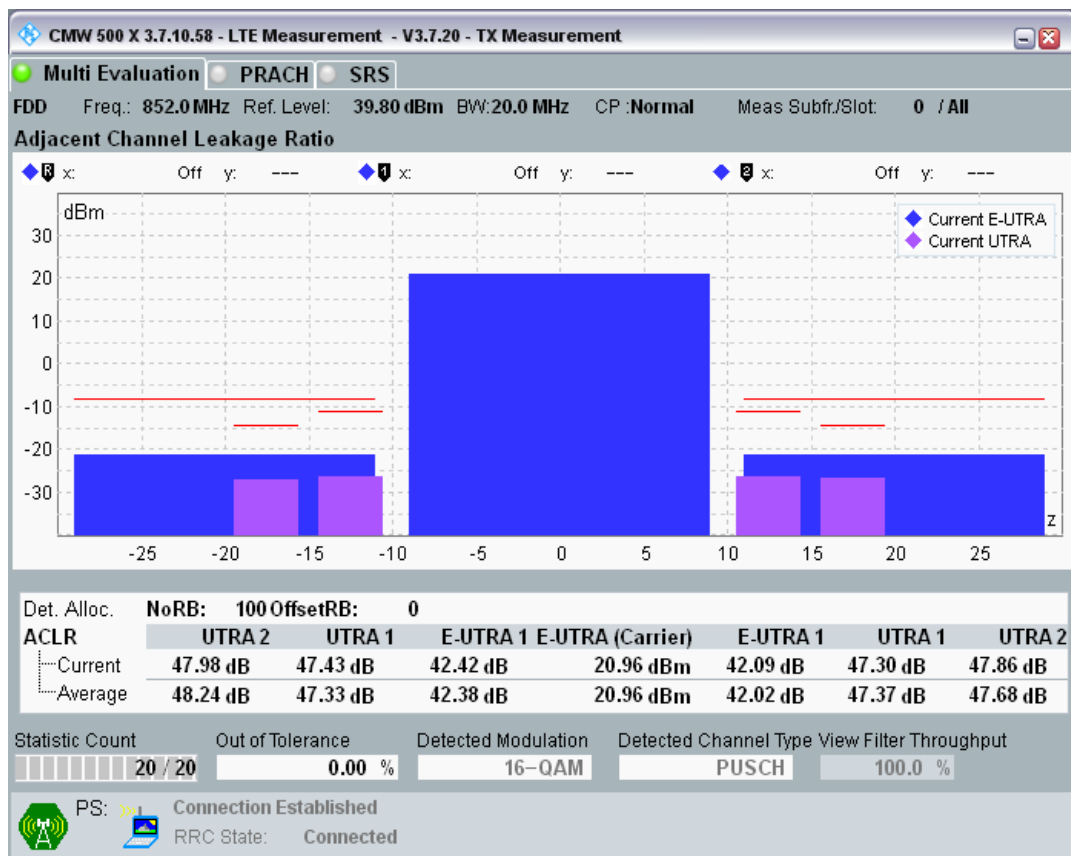 CMW 500 X 3.7.10.58 - LTE Measurement - V3.7.20 - TX Measurement
Multi Evaluation PRACH SRS
FDD Freq.: 852.0 MHz Ref. Level: 39.80 dBm BW:20.0 MHz CP :Normal Meas Subfr./Slot: 0 / All
Adjacent Channel Leakage Ratio
R x: Off y: --- 1 x: Off y: --- 2 x: Off y: ---
dBm
Current E-UTRA
Current UTRA
30
20
10
0
-10
-20
-30
z
-25 -20 -15 -10 -5 0 5 10 15 20 25
Det. Alloc. NoRB: 100 OffsetRB: 0
ACLR UTRA 2 UTRA 1 E-UTRA 1 E-UTRA (Carrier) E-UTRA 1 UTRA 1 UTRA 2
Current 47.98 dB 47.43 dB 42.42 dB 20.96 dBm 42.09 dB 47.30 dB 47.86 dB
Average 48.24 dB 47.33 dB 42.38 dB 20.96 dBm 42.02 dB 47.37 dB 47.68 dB
Statistic Count Out of Tolerance Detected Modulation Detected Channel Type View Filter Throughput
20 / 20 0.00 % 16-QAM PUSCH 100.0 %
PS: Connection Established
RRC State: Connected